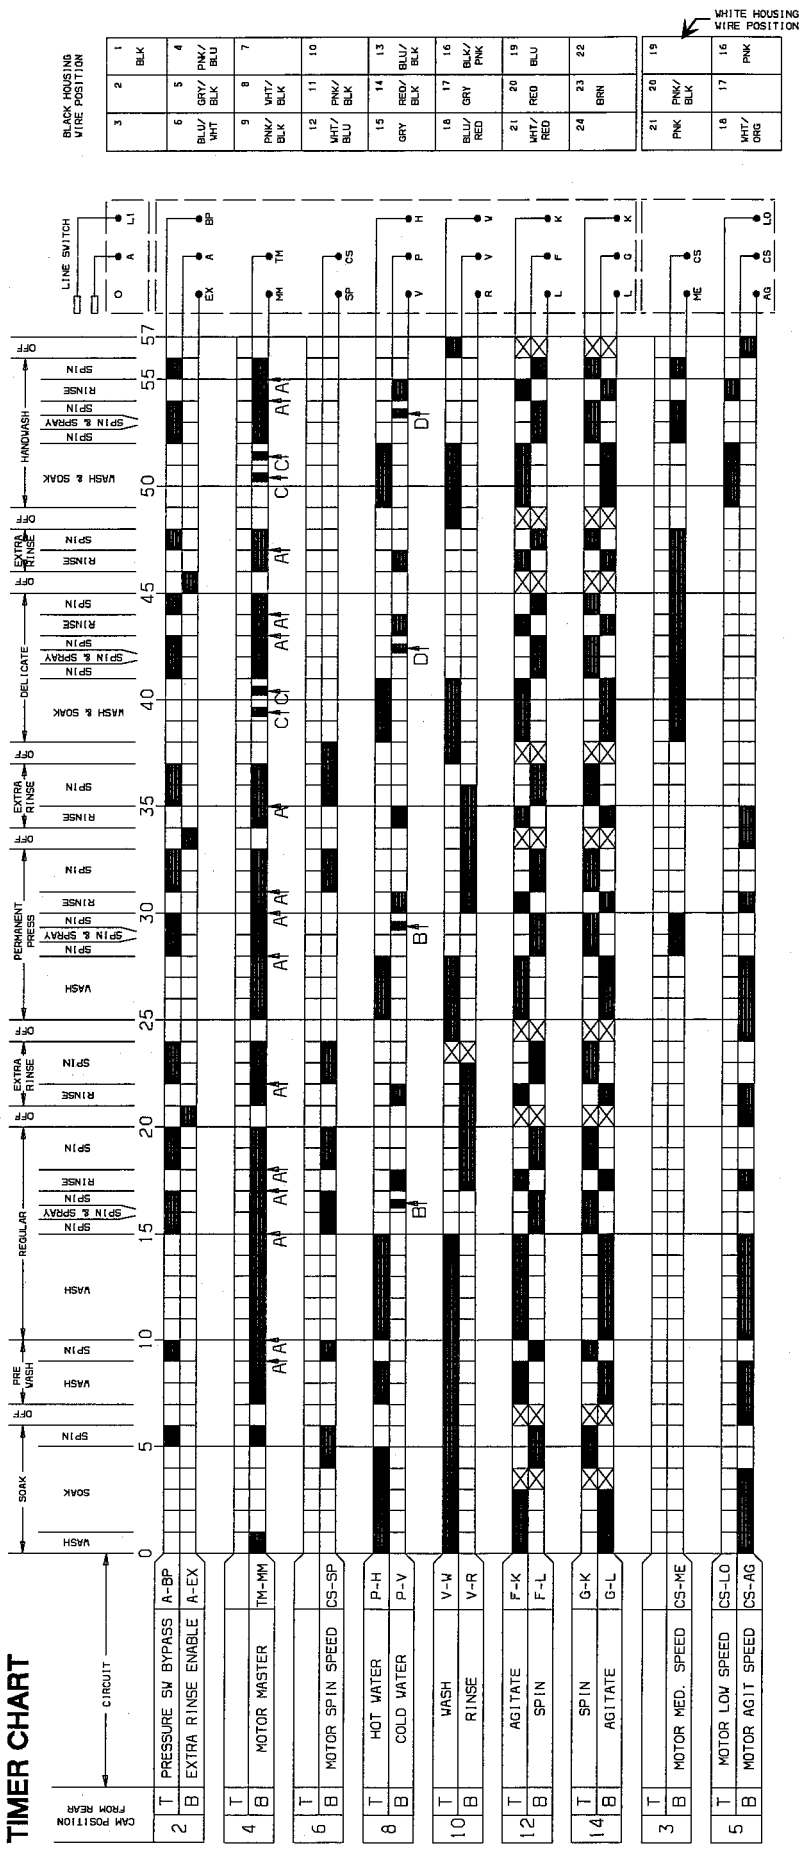 WHITE HOUSING
WIRE POSITION
BLACK HOUSING
WIRE POSITION
3 2 1
BLK
6 5 4
BLU/WHT GRY/BLK PNK/BLU
9 8 7
PNK/BLK WHT/BLK
12 11 10
WHT/BLU PNK/BLK
15 14 13
GRY RED/BLK BLU/BLK
18 17 16
BLU/RED GRY BLK/PNK
21 20 19
WHT/RED RED BLU
24 23 22
BRN
21 20 19
PNK PNK/BLK
18 17 16
WHT/ORG PNK
LINE SWITCH
O A L1
EX A BP
MM TM
SP CS
V P H
R V W
L F K
L G K
ME CS
AG CS LO
TIMER CHART
CAM POSITION
FROM REAR
CIRCUIT
SOAK
WASH
SOAK
SPIN
OFF
PRE
WASH
WASH
SPIN
REGULAR
WASH
SPIN
SPIN & SPRAY
SPIN
RINSE
SPIN
OFF
EXTRA
RINSE
RINSE
SPIN
OFF
PERMANENT
PRESS
WASH
SPIN
SPIN & SPRAY
SPIN
RINSE
SPIN
OFF
EXTRA
RINSE
RINSE
SPIN
OFF
DELICATE
WASH & SOAK
SPIN
SPIN & SPRAY
SPIN
RINSE
SPIN
OFF
EXTRA
RINSE
RINSE
SPIN
OFF
HANDWASH
WASH & SOAK
SPIN
SPIN & SPRAY
SPIN
RINSE
SPIN
OFF
0 5 10 15 20 25 30 35 40 45 50 55 57
2 T PRESSURE SW BYPASS A-BP
B EXTRA RINSE ENABLE A-EX
4 T
B MOTOR MASTER TM-MM
A A A A A A A A A A C C A A A C C A A
6 T
B MOTOR SPIN SPEED CS-SP
8 T HOT WATER P-H
B COLD WATER P-V
B B D D
10 T WASH V-W
B RINSE V-R
12 T AGITATE F-K
B SPIN F-L
14 T SPIN G-K
B AGITATE G-L
3 T
B MOTOR MED. SPEED CS-ME
5 T MOTOR LOW SPEED CS-LO
B MOTOR AGIT SPEED CS-AG